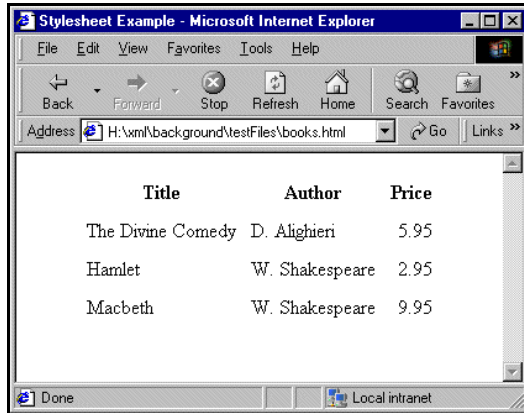 Stylesheet Example - Microsoft Internet Explorer
File Edit View Favorites Tools Help
Back Forward Stop Refresh Home Search Favorites »
Address H:\xml\background\testFiles\books.html Go Links »
Title Author Price
The Divine Comedy D. Alighieri 5.95
Hamlet W. Shakespeare 2.95
Macbeth W. Shakespeare 9.95
Done Local intranet